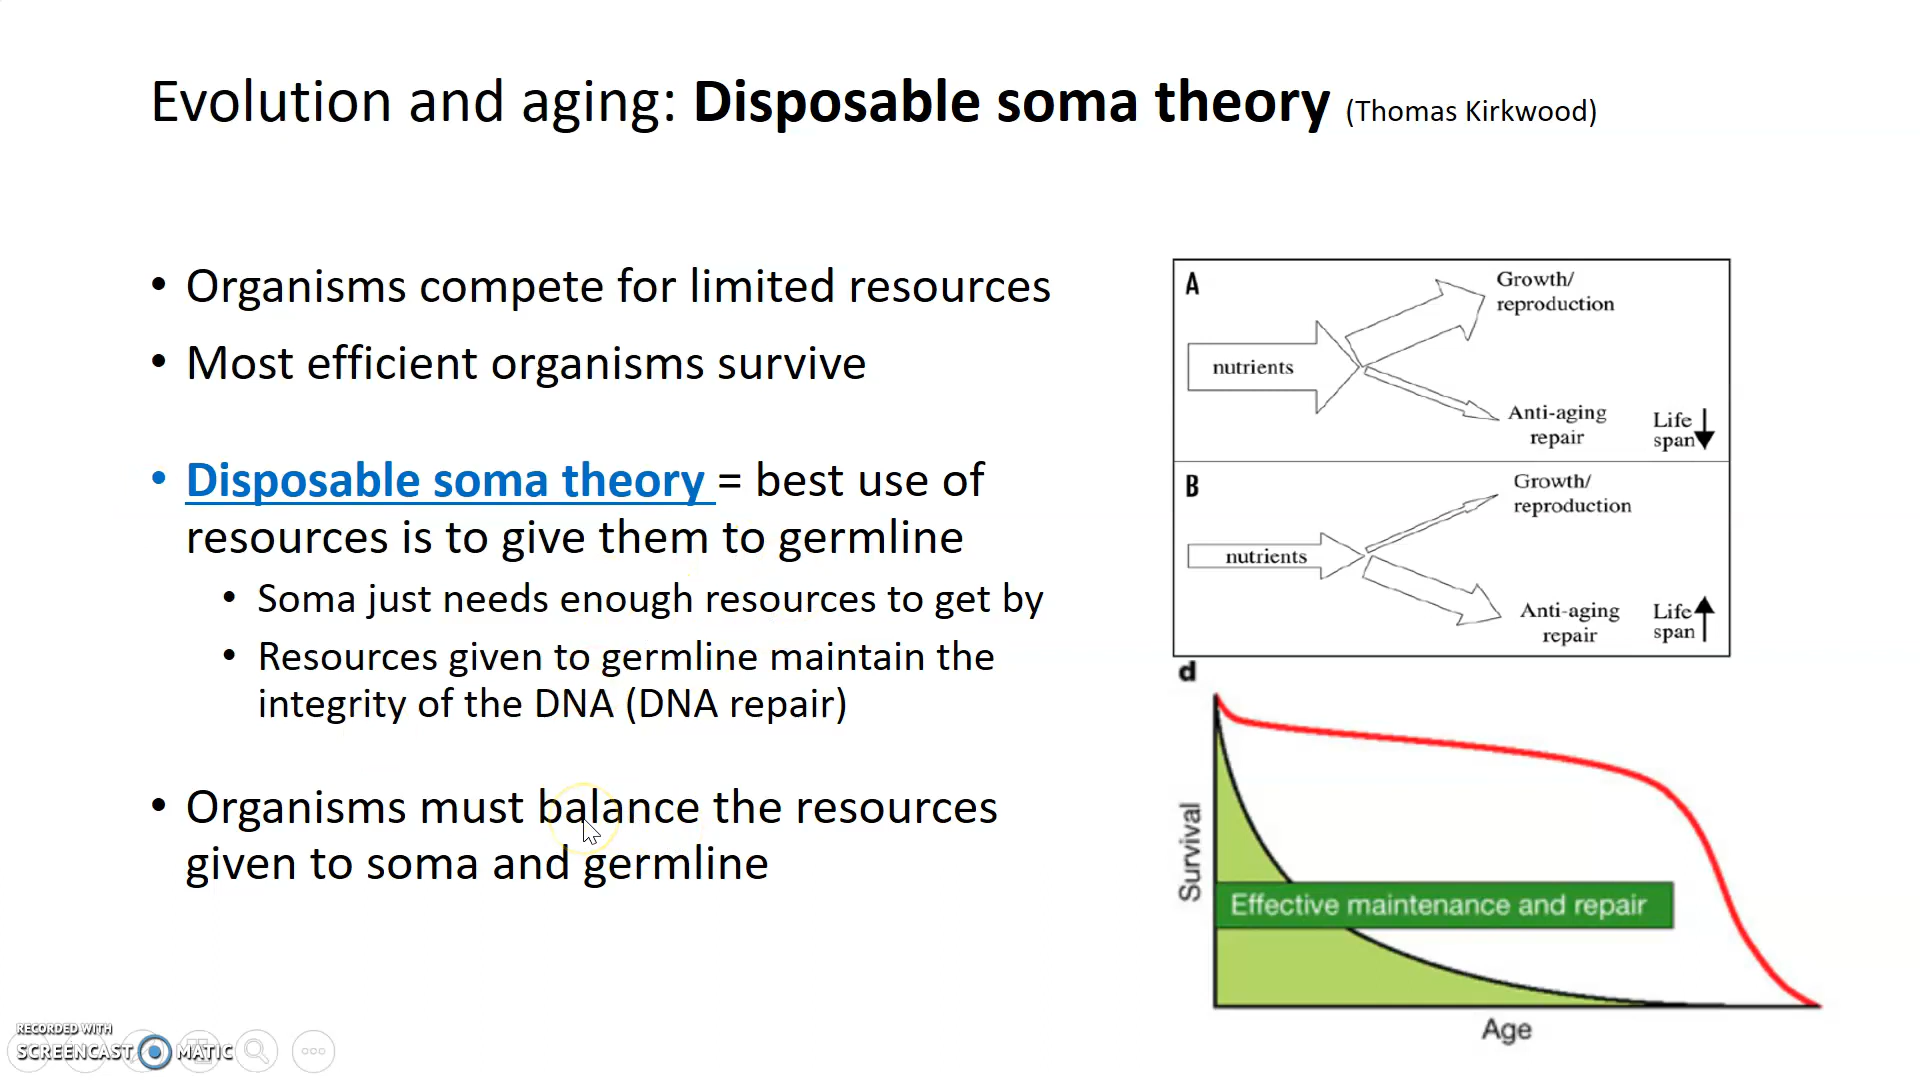 Evolution and aging: Disposable soma theory (Thomas Kirkwood)
• Organisms compete for limited resources
• Most efficient organisms survive
• Disposable soma theory = best use of
resources is to give them to germline
• Soma just needs enough resources to get by
• Resources given to germline maintain the
integrity of the DNA (DNA repair)
• Organisms must balance the resources
given to soma and germline
A
Growth/
reproduction
nutrients
Anti-aging
repair
Life
span
B
Growth/
reproduction
nutrients
Anti-aging
repair
Life
span
d
Survival
Effective maintenance and repair
Age
RECORDED WITH
SCREENCAST MATIC